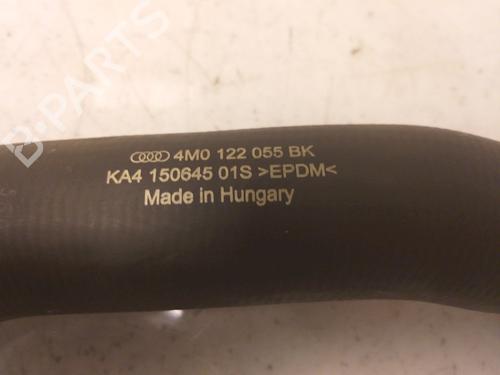 B-PARTS
4M0 122 055 BK
KA4 150645 01S >EPDM<
Made in Hungary